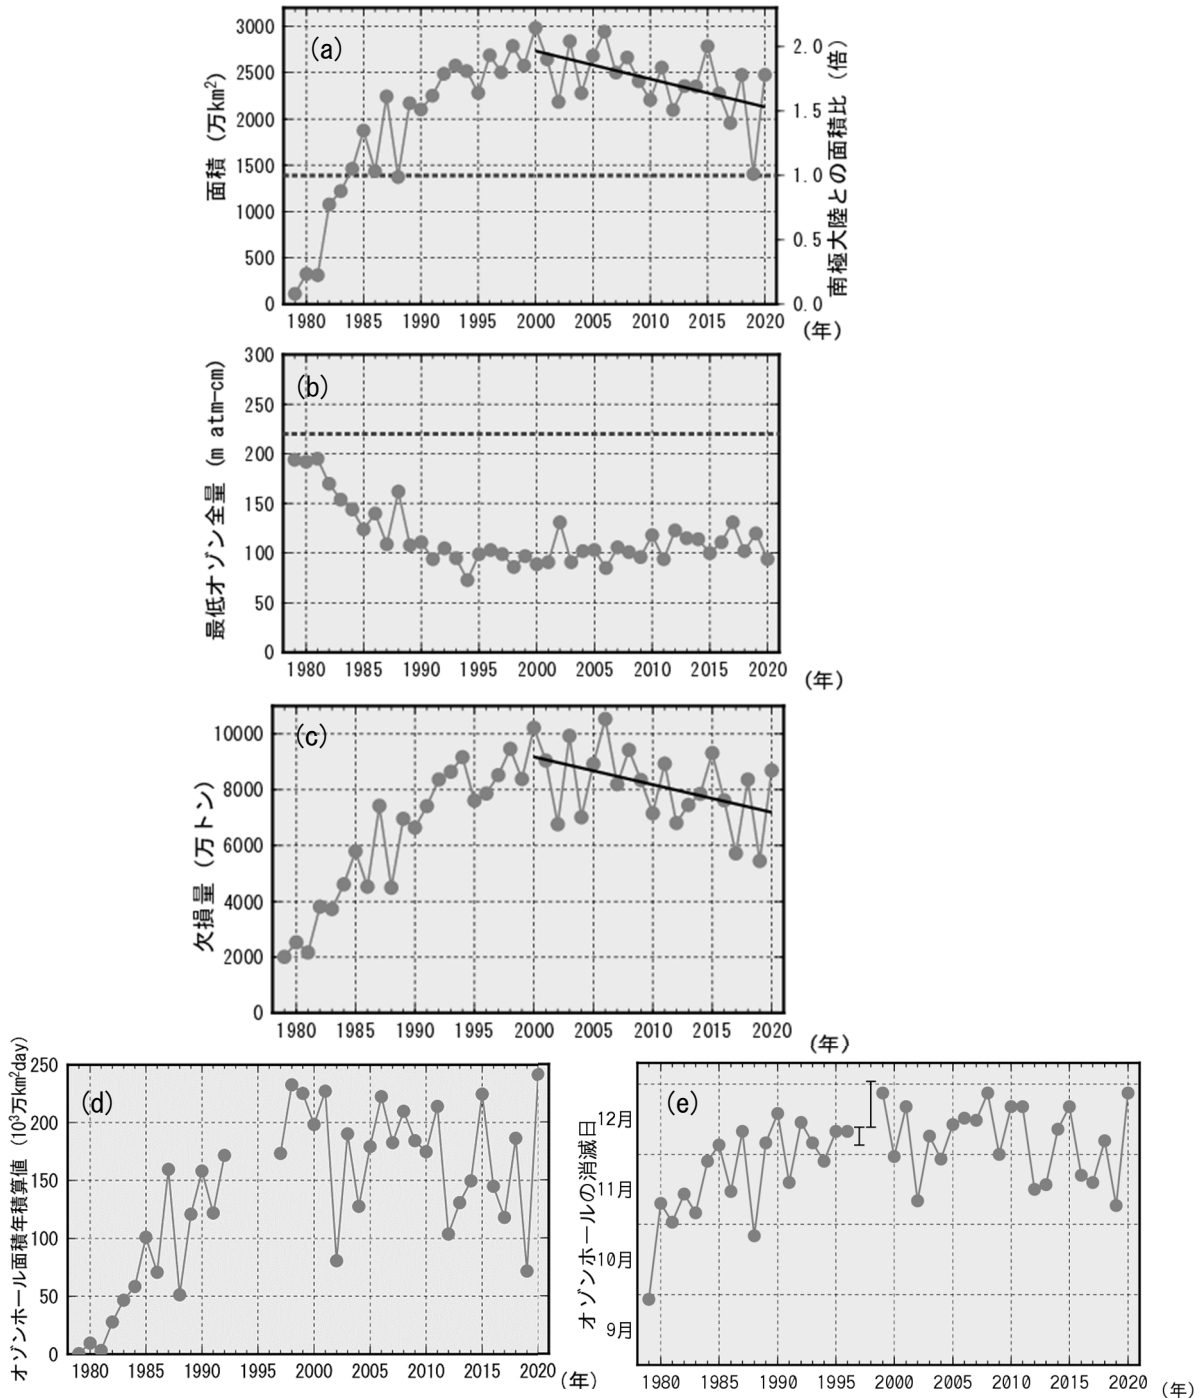 (a)
面積 (万km²)
3000
2500
2000
1500
1000
500
0
2.0
1.5
1.0
0.5
0.0
南極大陸との面積比 (倍)
1980 1985 1990 1995 2000 2005 2010 2015 2020 (年)
(b)
最低オゾン全量 (m atm-cm)
300
250
200
150
100
50
0
1980 1985 1990 1995 2000 2005 2010 2015 2020 (年)
(c)
欠損量 (万トン)
10000
8000
6000
4000
2000
0
1980 1985 1990 1995 2000 2005 2010 2015 2020 (年)
(d)
オゾンホール面積年積算値 (10³万km²day)
250
200
150
100
50
0
1980 1985 1990 1995 2000 2005 2010 2015 2020 (年)
(e)
オゾンホールの消滅日
12月
11月
10月
9月
1980 1985 1990 1995 2000 2005 2010 2015 2020 (年)